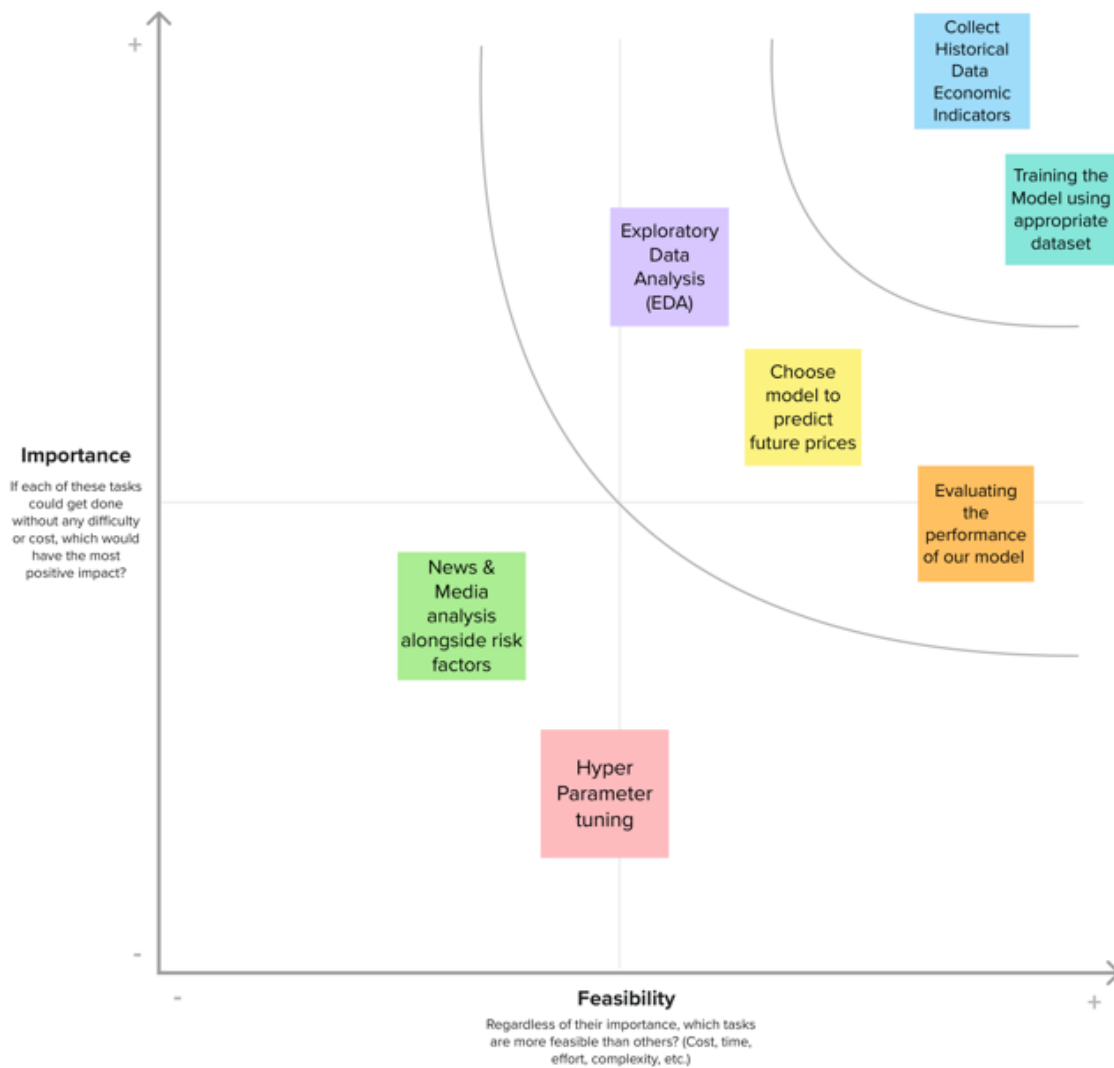 +
Collect
Historical
Data
Economic
Indicators
Training the
Model using
appropriate
dataset
Exploratory
Data
Analysis
(EDA)
Choose
model to
predict
future prices
Importance
If each of these tasks
could get done
without any difficulty
or cost, which would
have the most
positive impact?
Evaluating
the
performance
of our model
News &
Media
analysis
alongside risk
factors
Hyper
Parameter
tuning
-
-
Feasibility
+
Regardless of their importance, which tasks
are more feasible than others? (Cost, time,
effort, complexity, etc.)